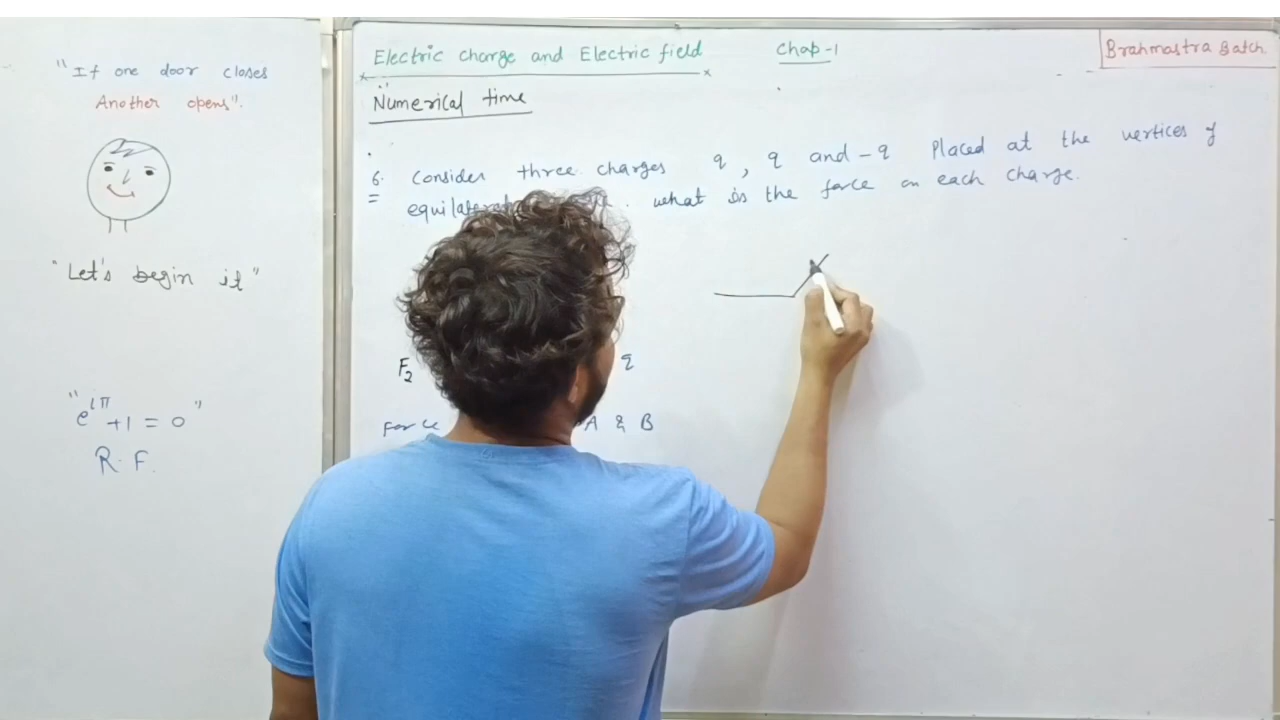 "If one door closes
Another opens".
"Let's begin it"
"e^iπ +1 = 0"
R. F.
Electric charge and Electric field
Chap-1
Brahmastra Batch
Numerical time
6. Consider three charges q, q and -q Placed at the vertices of
what is the force on each charge.
F2
q
force
A & B